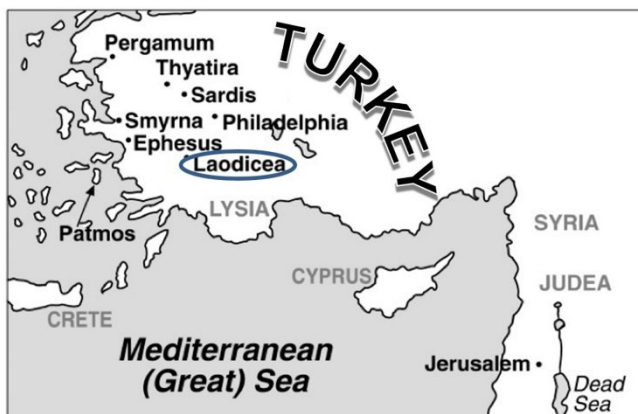 TURKEY
Pergamum
Thyatira
Sardis
Smyrna
Philadelphia
Ephesus
Laodicea
Patmos
LYSIA
SYRIA
CYPRUS
JUDEA
CRETE
Mediterranean
(Great) Sea
Jerusalem
Dead
Sea